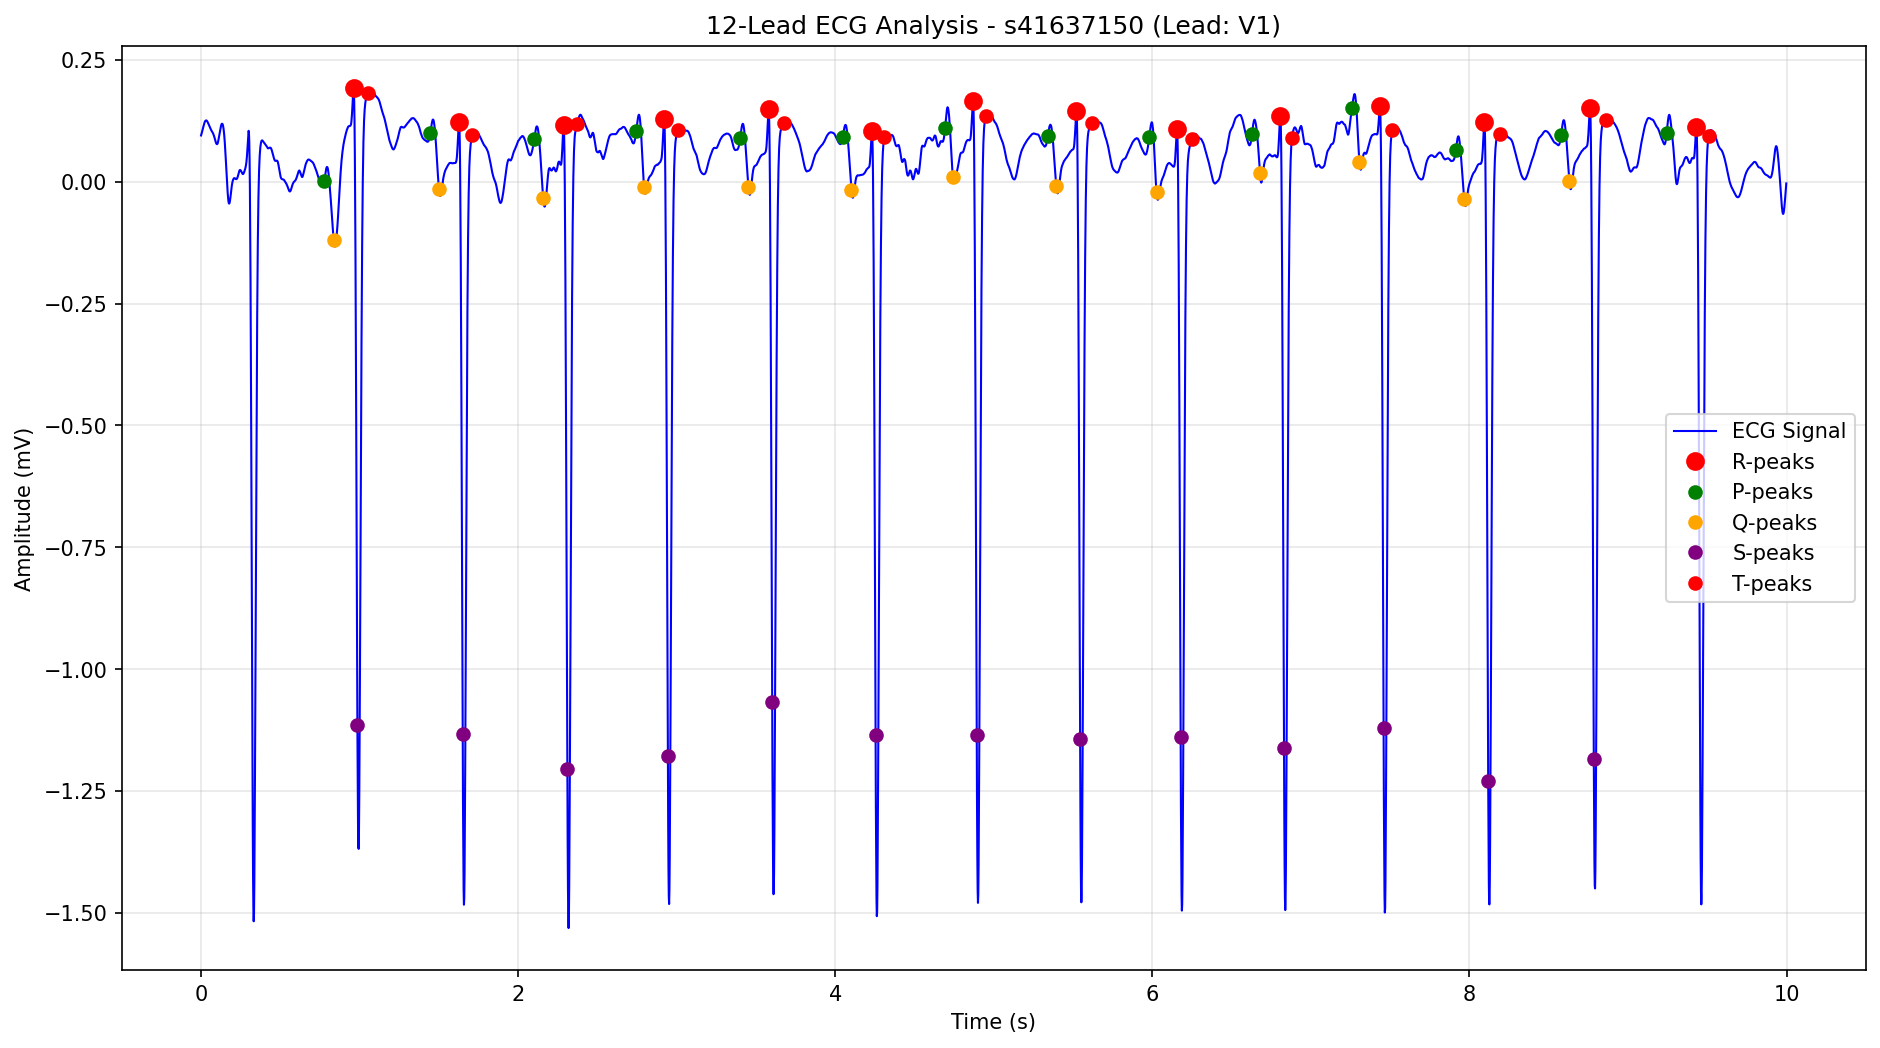 12-Lead ECG Analysis - s41637150 (Lead: V1)
0.25
0.00
−0.25
−0.50
−0.75
−1.00
−1.25
−1.50
Amplitude (mV)
ECG Signal
R-peaks
P-peaks
Q-peaks
S-peaks
T-peaks
0
2
4
6
8
10
Time (s)